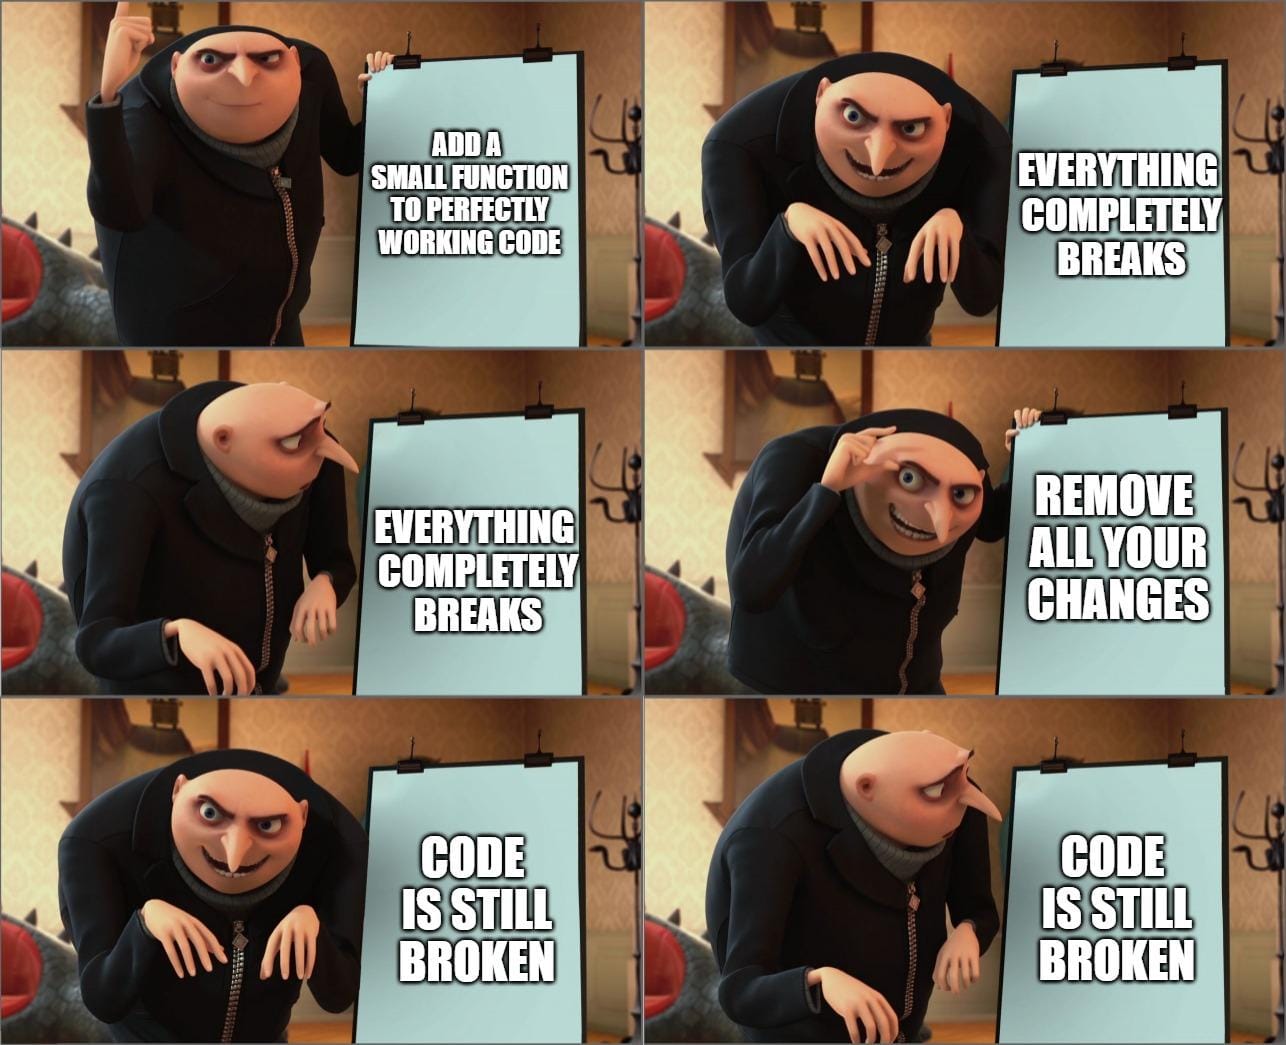 ADD A
SMALL FUNCTION
TO PERFECTLY
WORKING CODE
EVERYTHING
COMPLETELY
BREAKS
EVERYTHING
COMPLETELY
BREAKS
REMOVE
ALL YOUR
CHANGES
CODE
IS STILL
BROKEN
CODE
IS STILL
BROKEN